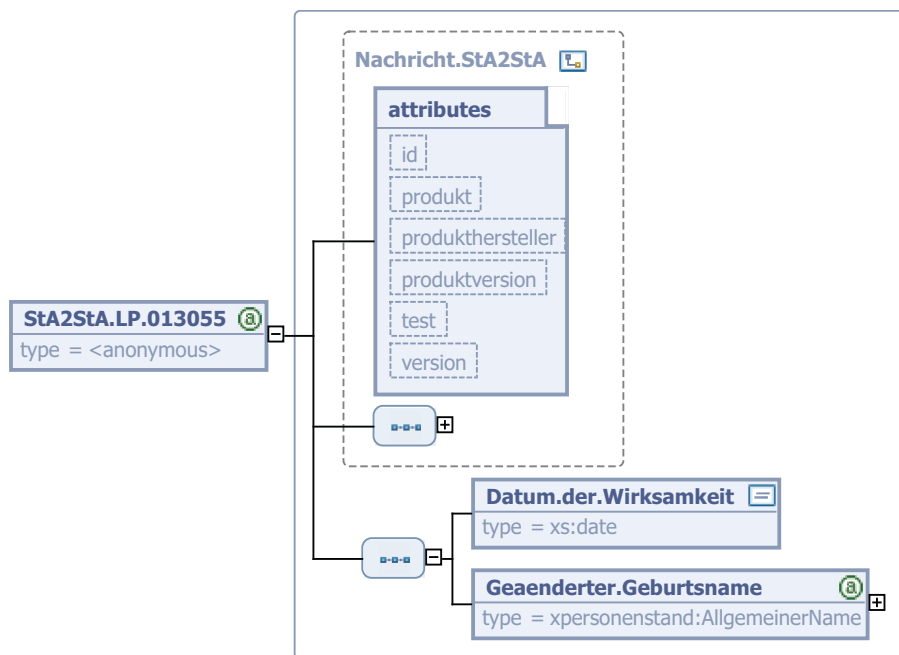 Nachricht.StA2StA
attributes
id
produkt
produkthersteller
produktversion
test
version
StA2StA.LP.013055 @
type = <anonymous>
Datum.der.Wirksamkeit
type = xs:date
Geaenderter.Geburtsname @
type = xpersonenstand:AllgemeinerName